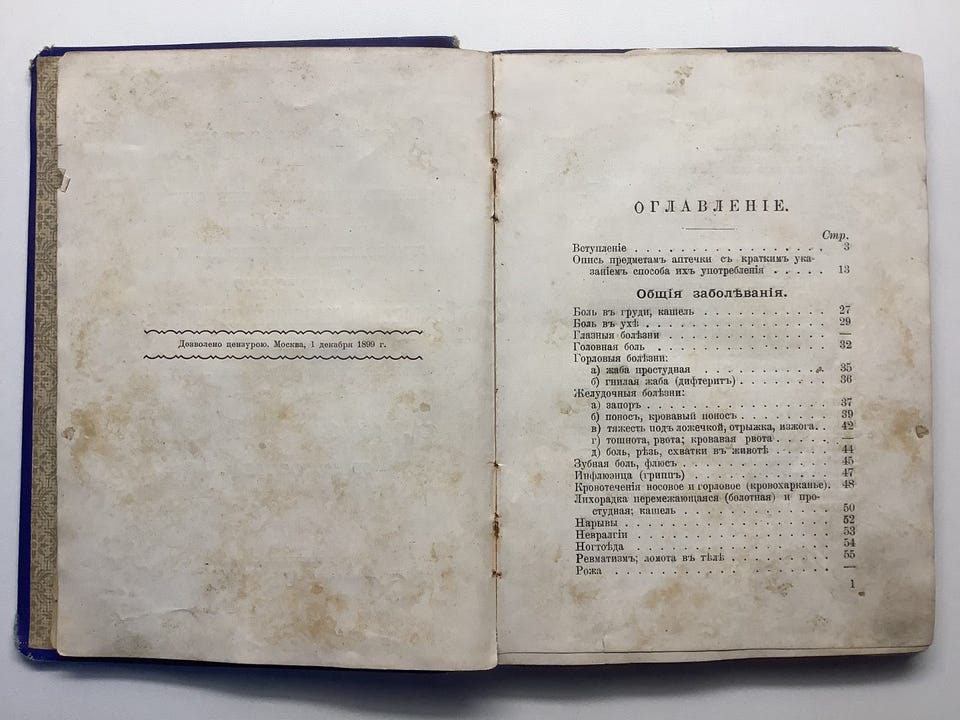 Дозволено цензурою. Москва, 1 декабря 1899 г.
ОГЛАВЛЕНІЕ.
Стр.
Вступленіе . . . . . . . . . . . . . . . . . 3
Опись предметамъ аптечки съ краткимъ ука-
заніемъ способа ихъ употребленія . . . . . 13
Общія заболѣванія.
Боль въ груди, кашель . . . . . . . . . . . 27
Боль въ ухѣ . . . . . . . . . . . . . . . . 29
Глазныя болѣзни . . . . . . . . . . . . . . —
Головная боль . . . . . . . . . . . . . . . 32
Горловыя болѣзни:
а) жаба простудная . . . . . . . . . . . 35
б) гнилая жаба (дифтеритъ) . . . . . . . . 36
Желудочныя болѣзни:
а) запоръ . . . . . . . . . . . . . . . . 37
б) поносъ, кровавый поносъ . . . . . . . . 39
в) тяжесть подъ ложечкой, отрыжка, изжога. . 42
г) тошнота, рвота; кровавая рвота . . . . . —
д) боль, рѣзь, схватки въ животѣ . . . . . 44
Зубная боль, флюсъ . . . . . . . . . . . . . 45
Инфлюэнца (гриппъ) . . . . . . . . . . . . 47
Кровотеченія носовое и горловое (кровохарканье). 48
Лихорадка перемежающаяся (болотная) и про-
студная; кашель . . . . . . . . . . . . . 50
Нарывы . . . . . . . . . . . . . . . . . . 52
Невралгіи . . . . . . . . . . . . . . . . . 53
Ногтоѣда . . . . . . . . . . . . . . . . . 54
Ревматизмъ; ломота въ тѣлѣ . . . . . . . . 55
Рожа . . . . . . . . . . . . . . . . . . . —
1